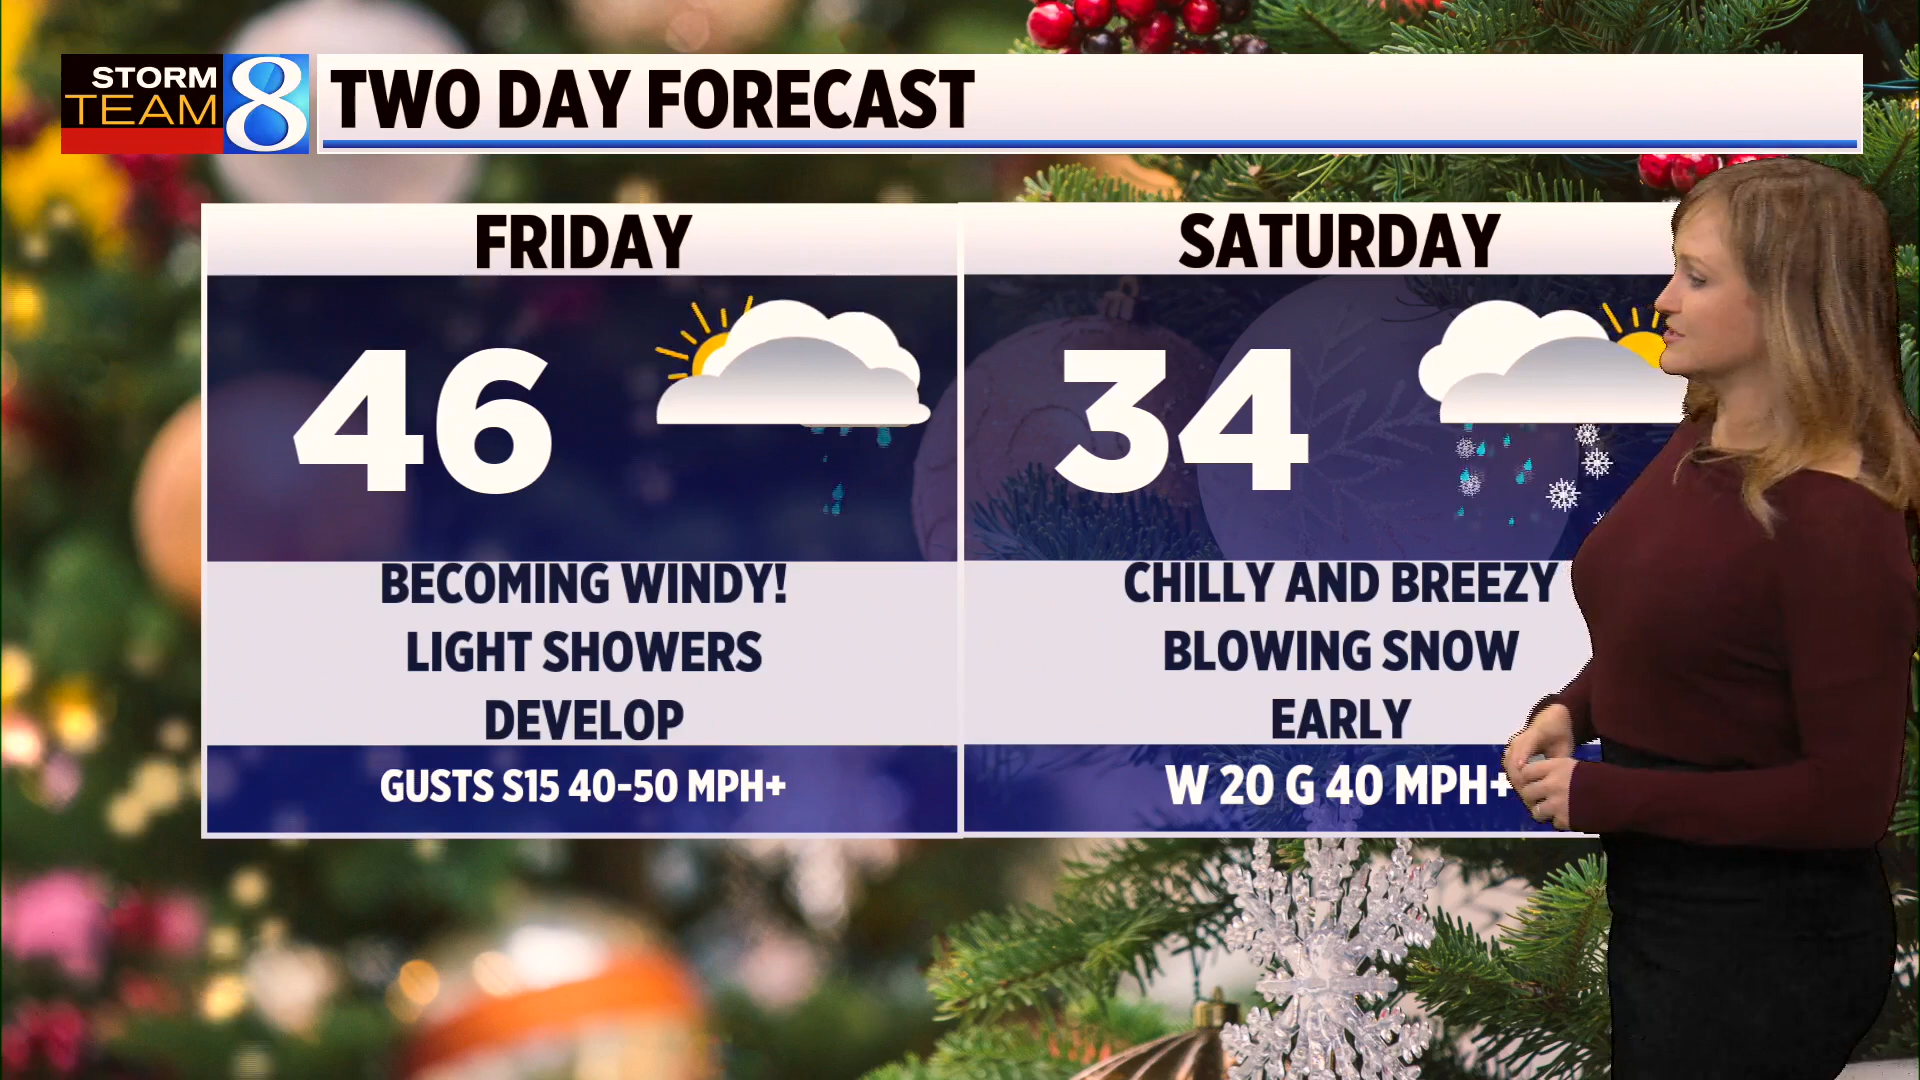 STORM
TEAM
8
TWO DAY FORECAST
FRIDAY
46
BECOMING WINDY!
LIGHT SHOWERS
DEVELOP
GUSTS S15 40-50 MPH+
SATURDAY
34
CHILLY AND BREEZY
BLOWING SNOW
EARLY
W 20 G 40 MPH+